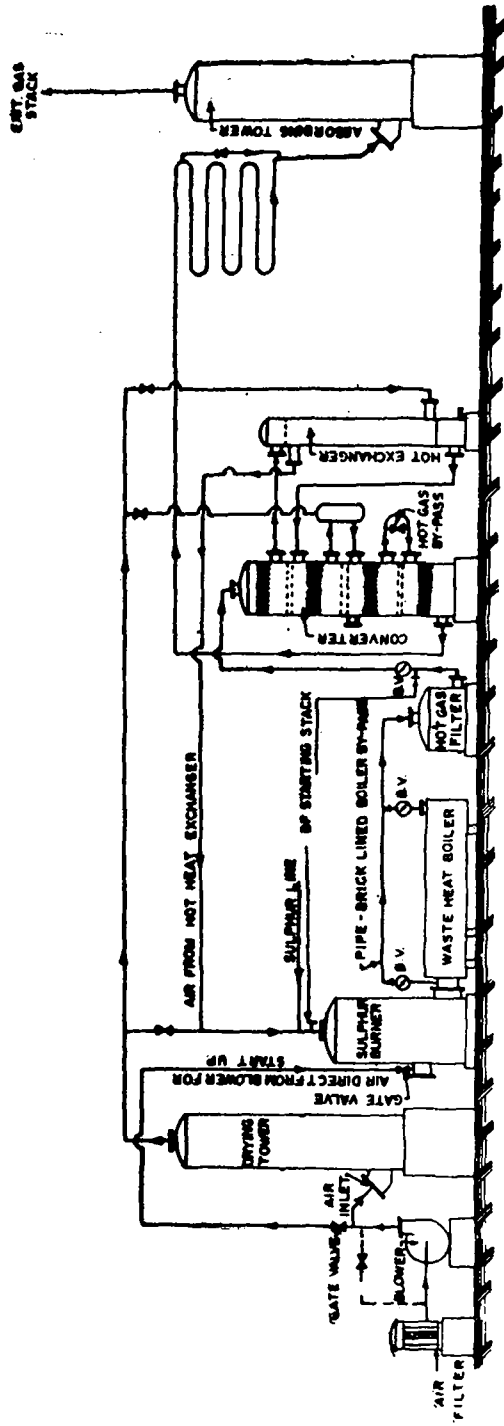 AIR
FILTER
BLOWER
GATE VALVE
AIR
INLET
DRYING
TOWER
GATE VALVE
AIR DIRECT FROM BLOWER FOR
START UP
SULPHUR
BURNER
SULPHUR LINE
AIR FROM HOT HEAT EXCHANGER
STARTING STACK
PIPE-BRICK LINED BOILER BY-PASS
B.V.
B.V.
WASTE HEAT BOILER
HOT GAS
FILTER
B.V.
CONVERTER
HOT GAS
BY-PASS
HOT EXCHANGER
ABSORBING TOWER
EXIT GAS
STACK